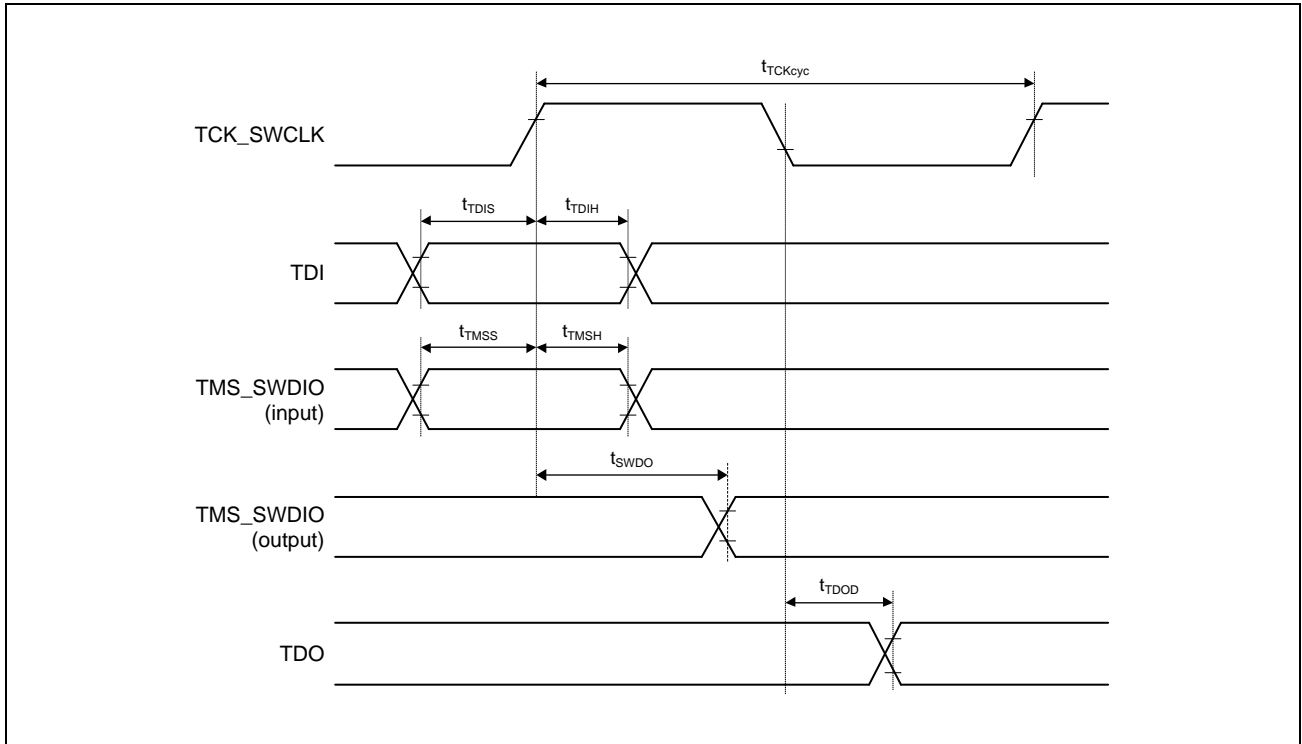 tTCKcyc
TCK_SWCLK
tTDIS
tTDIH
TDI
tTMSS
tTMSH
TMS_SWDIO
(input)
tSWDO
TMS_SWDIO
(output)
tTDOD
TDO